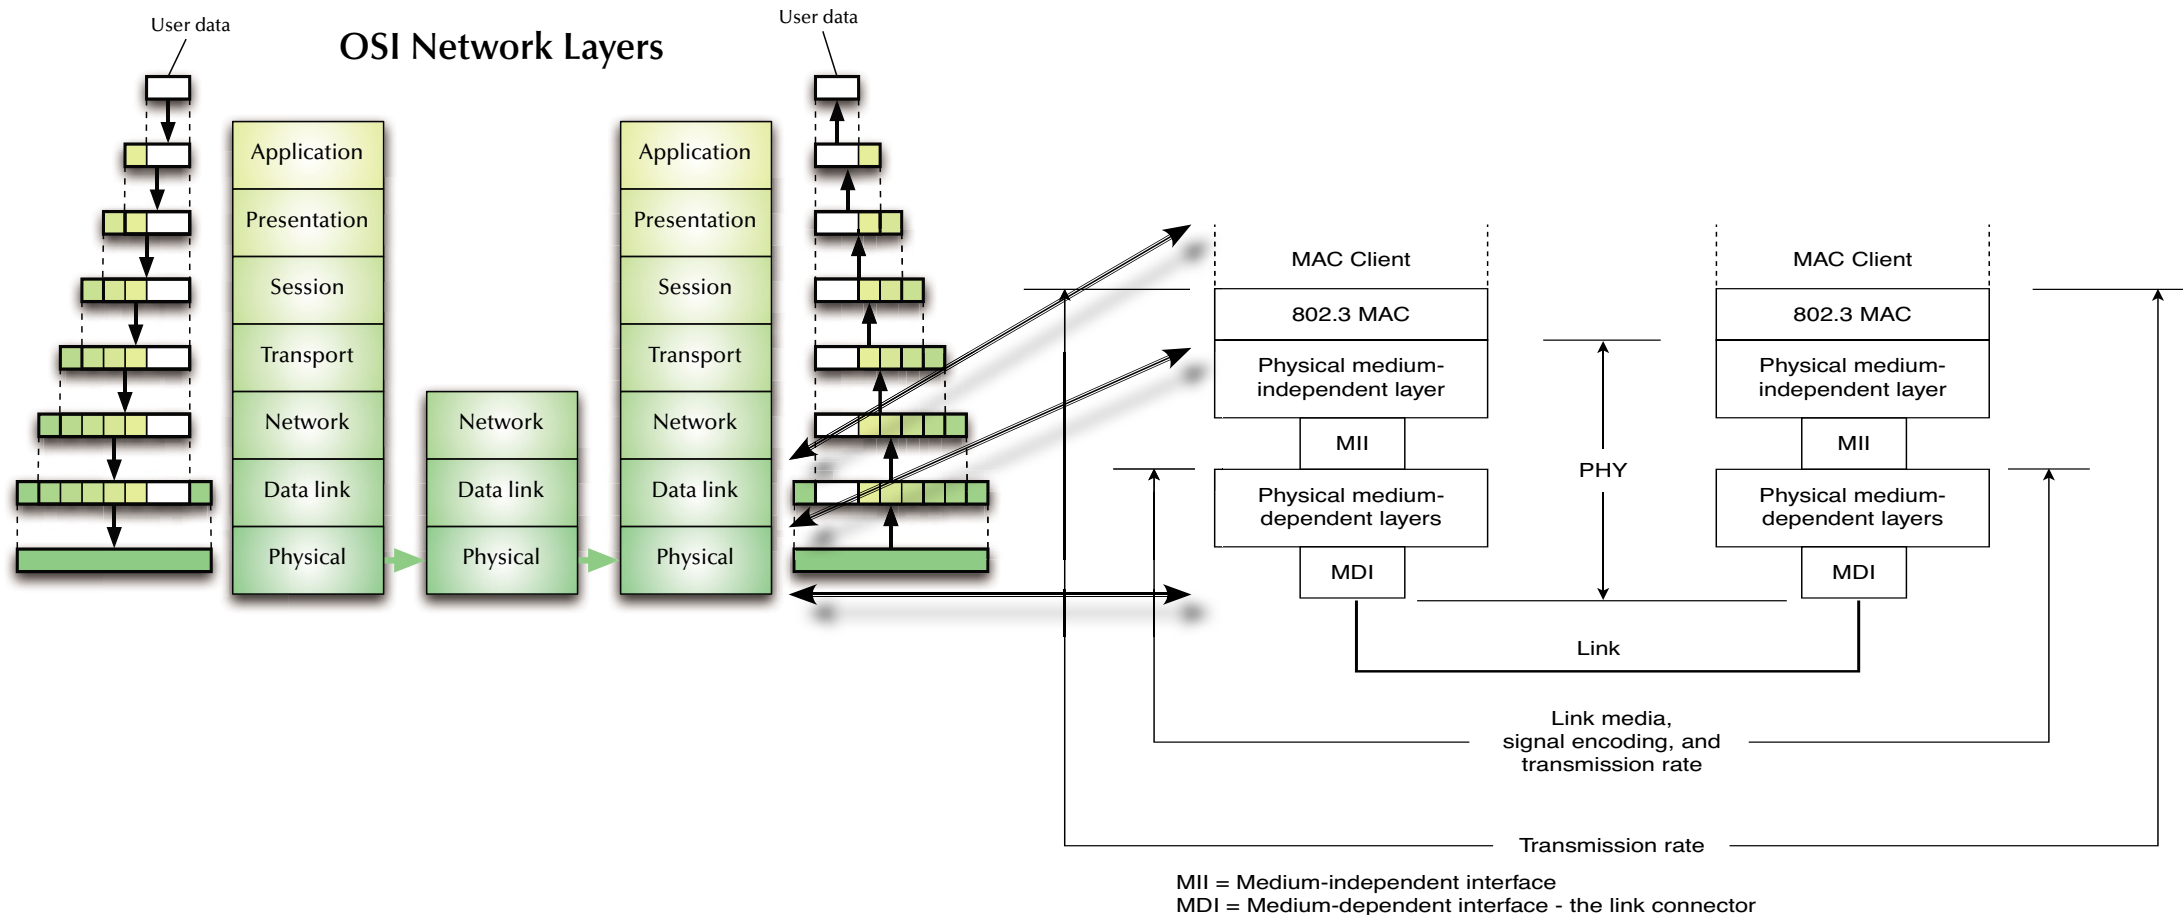 User data
User data
OSI Network Layers
Application
Presentation
Session
Transport
Network
Data link
Physical
Network
Data link
Physical
Application
Presentation
Session
Transport
Network
Data link
Physical
MAC Client
802.3 MAC
Physical medium-
independent layer
MII
Physical medium-
dependent layers
MDI
PHY
MAC Client
802.3 MAC
Physical medium-
independent layer
MII
Physical medium-
dependent layers
MDI
Link
Link media,
signal encoding, and
transmission rate
Transmission rate
MII = Medium-independent interface
MDI = Medium-dependent interface - the link connector